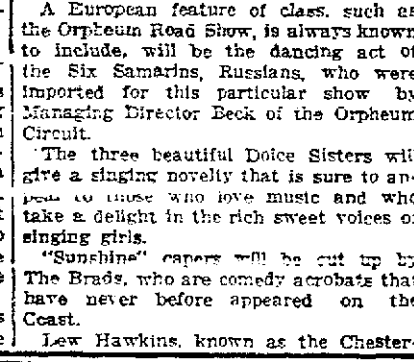 A European feature of class, such as
the Orpheum Road Show, is always known
to include, will be the dancing act of
the Six Samarins, Russians, who were
imported for this particular show by
Managing Director Beck of the Orpheum
Circuit.
The three beautiful Dolce Sisters will
give a singing novelty that is sure to ap-
peal to those who love music and who
take a delight in the rich sweet voices of
singing girls.
"Sunshine" capers will be cut up by
The Brads, who are comedy acrobats that
have never before appeared on the
Coast.
Lew Hawkins, known as the Chester-